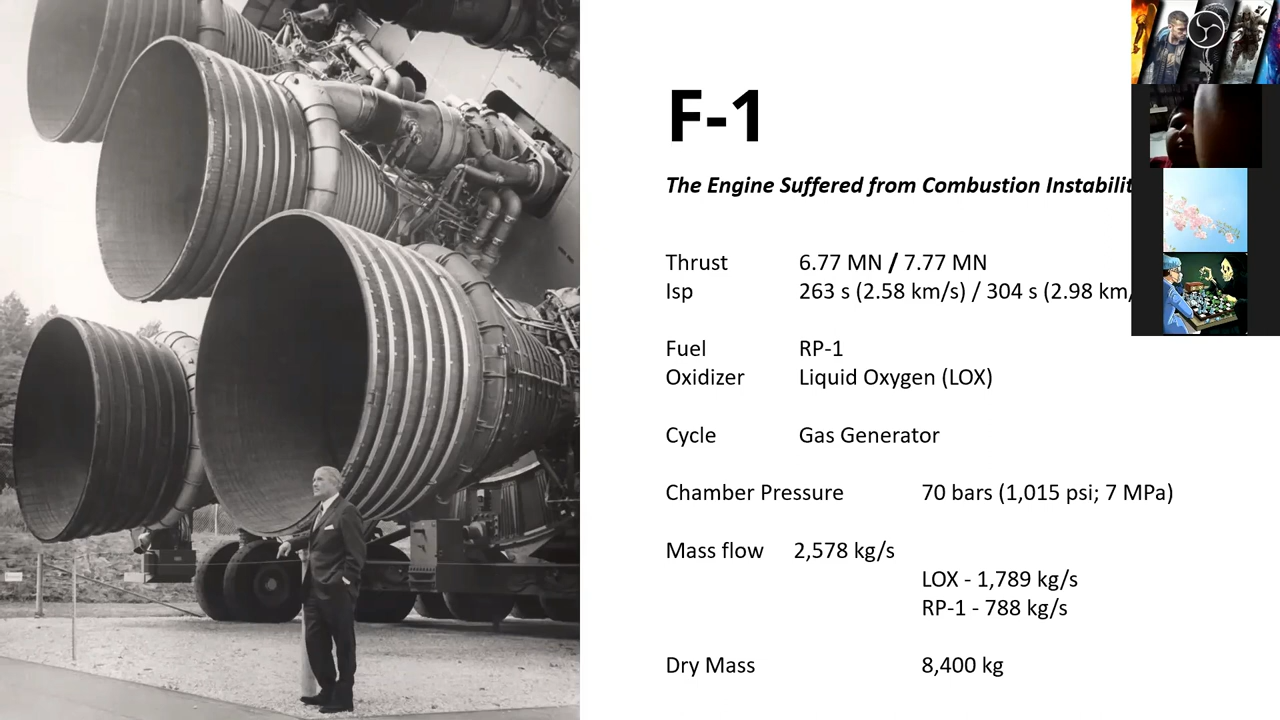 F-1
The Engine Suffered from Combustion
Thrust 6.77 MN / 7.77 MN
Isp 263 s (2.58 km/s) / 304 s (2.98
Fuel RP-1
Oxidizer Liquid Oxygen (LOX)
Cycle Gas Generator
Chamber Pressure 70 bars (1,015 psi; 7 MPa)
Mass flow 2,578 kg/s
LOX - 1,789 kg/s
RP-1 - 788 kg/s
Dry Mass 8,400 kg